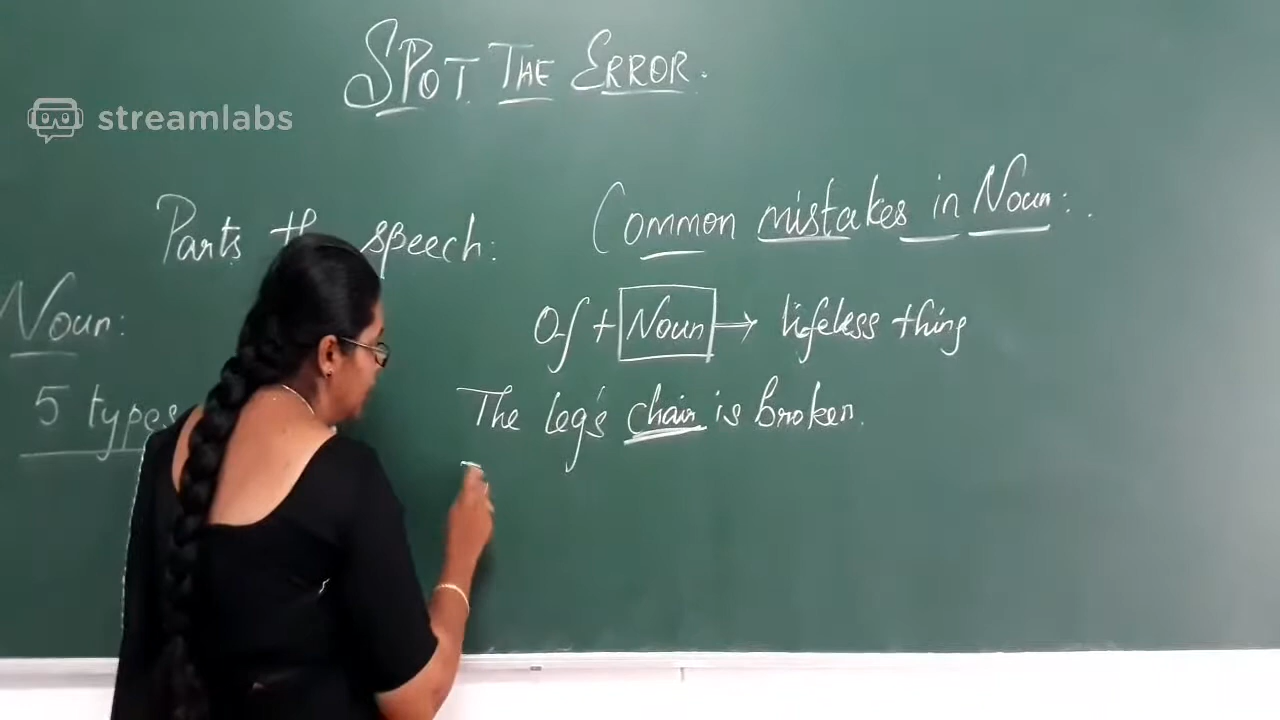 SPOT THE ERROR.
streamlabs
Parts speech:
Common mistakes in Noun:
Noun:
5 types
Of + Noun → lifeless thing
The leg's chair is broken.